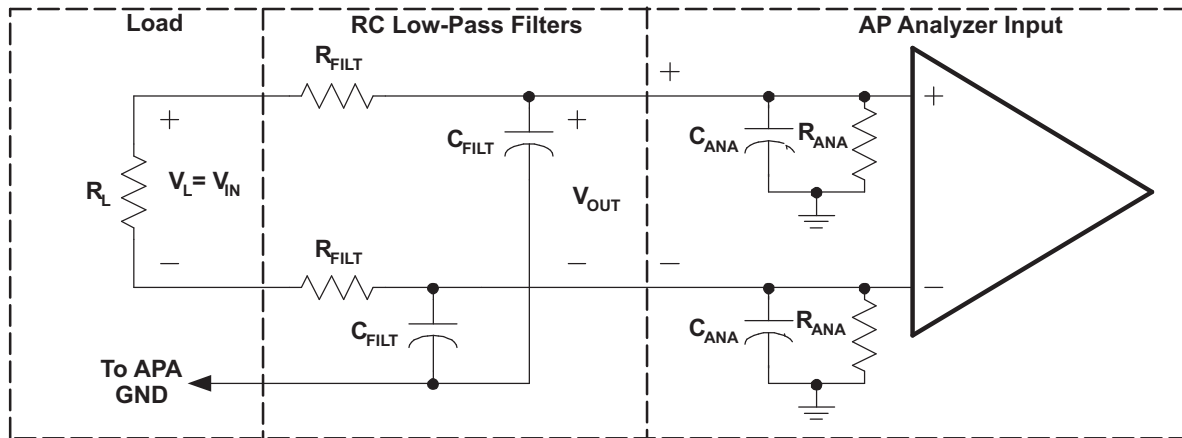 Load
RC Low-Pass Filters
AP Analyzer Input
R_FILT
+
+
+
C_FILT
C_ANA
R_ANA
+
R_L
V_L= V_IN
V_OUT
R_FILT
−
−
−
−
C_FILT
C_ANA
R_ANA
To APA
GND